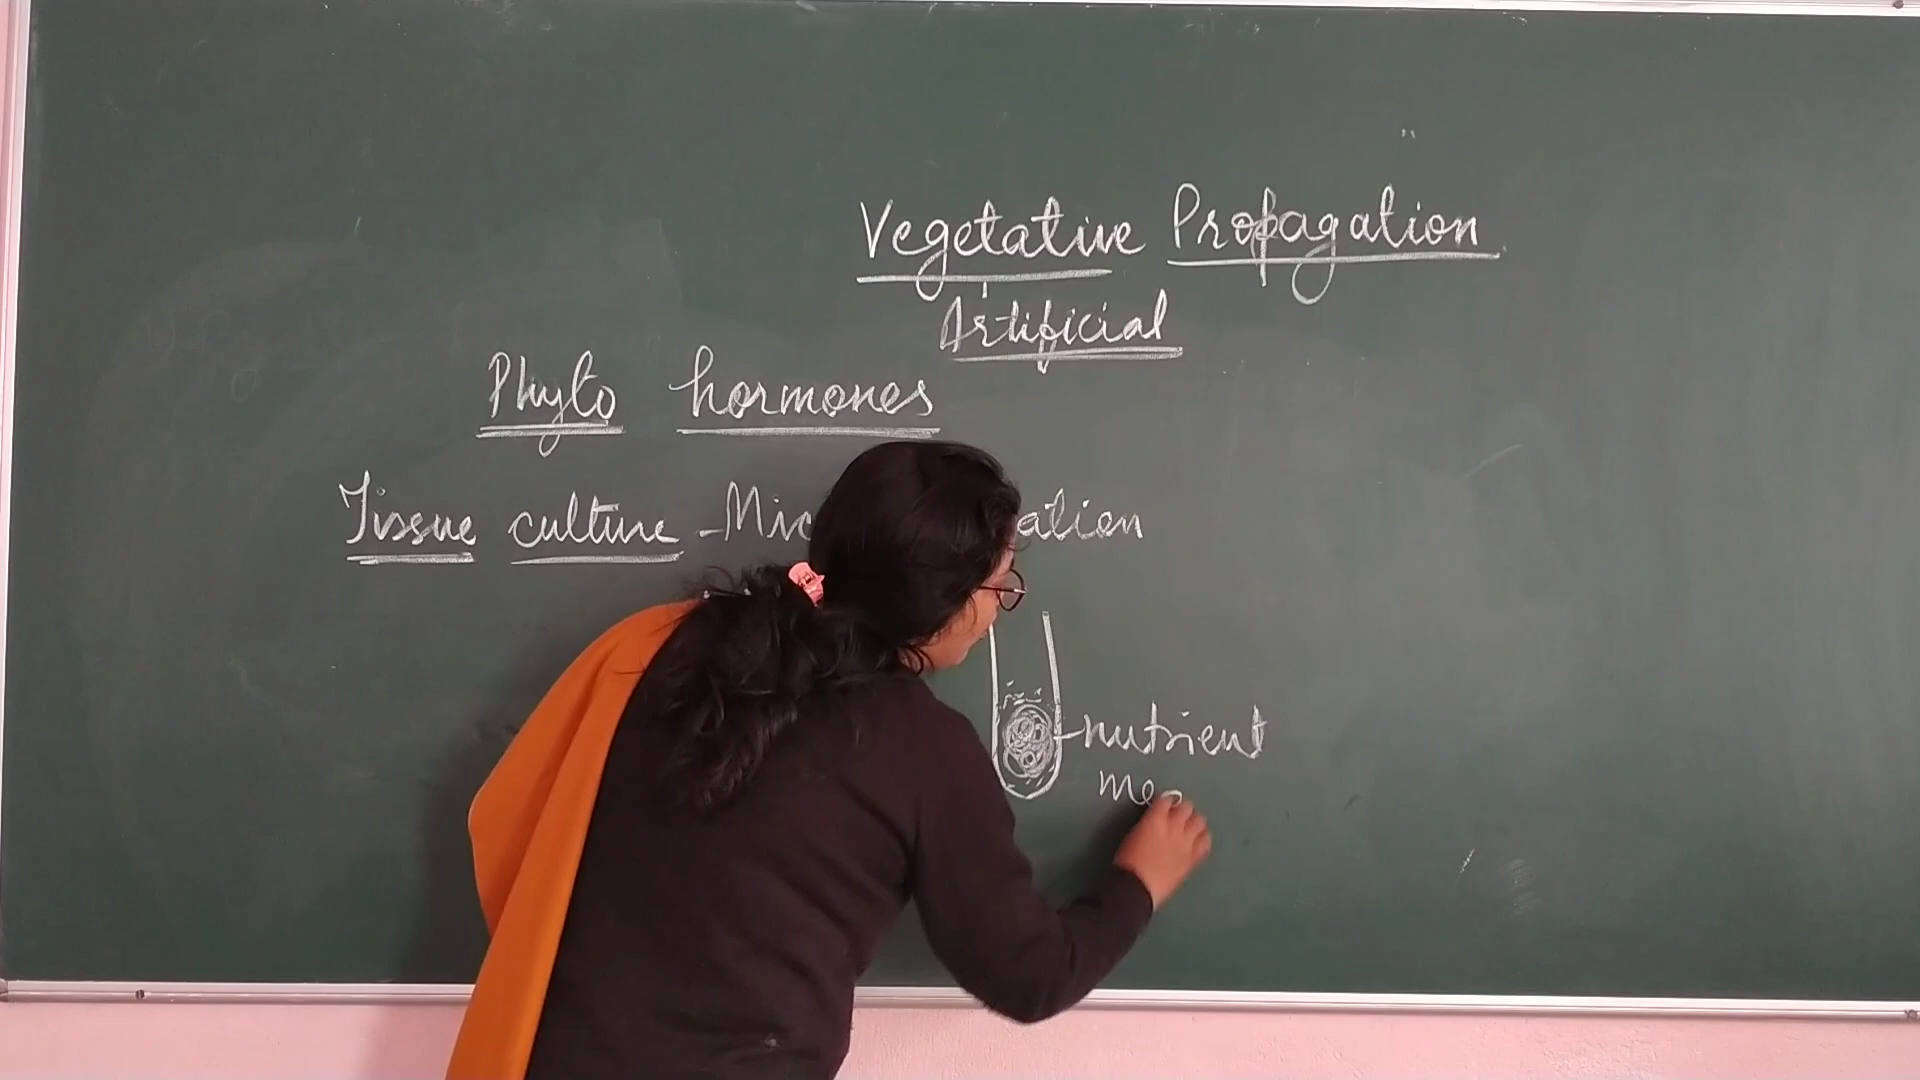 Vegetative Propagation
Artificial
Phyto hormones
Tissue culture - Mic ation
nutrient
me